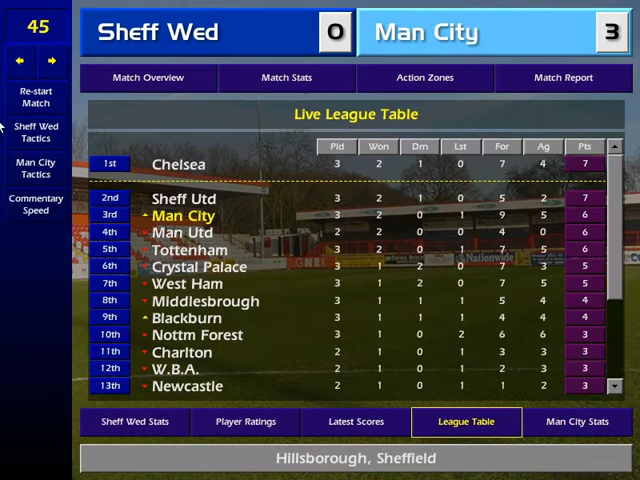 45
Sheff Wed 0 Man City 3
Re-start
Match
Sheff Wed
Tactics
Man City
Tactics
Commentary
Speed
Match Overview Match Stats Action Zones Match Report
Live League Table
Pld Won Drn Lst For Ag Pts
1st Chelsea 3 2 1 0 7 4 7
2nd Sheff Utd 3 2 1 0 5 2 7
3rd Man City 3 2 0 1 9 5 6
4th Man Utd 2 2 0 0 4 0 6
5th Tottenham 3 2 0 1 7 5 6
6th Crystal Palace 3 1 2 0 7 3 5
7th West Ham 3 1 2 0 7 5 5
8th Middlesbrough 3 1 1 1 5 4 4
9th Blackburn 3 1 1 1 4 4 4
10th Nottm Forest 3 1 0 2 6 6 3
11th Charlton 2 1 0 1 3 3 3
12th W.B.A. 2 1 0 1 2 3 3
13th Newcastle 2 1 0 1 1 2 3
GNER
Nationwide
Sheff Wed Stats Player Ratings Latest Scores League Table Man City Stats
Hillsborough, Sheffield